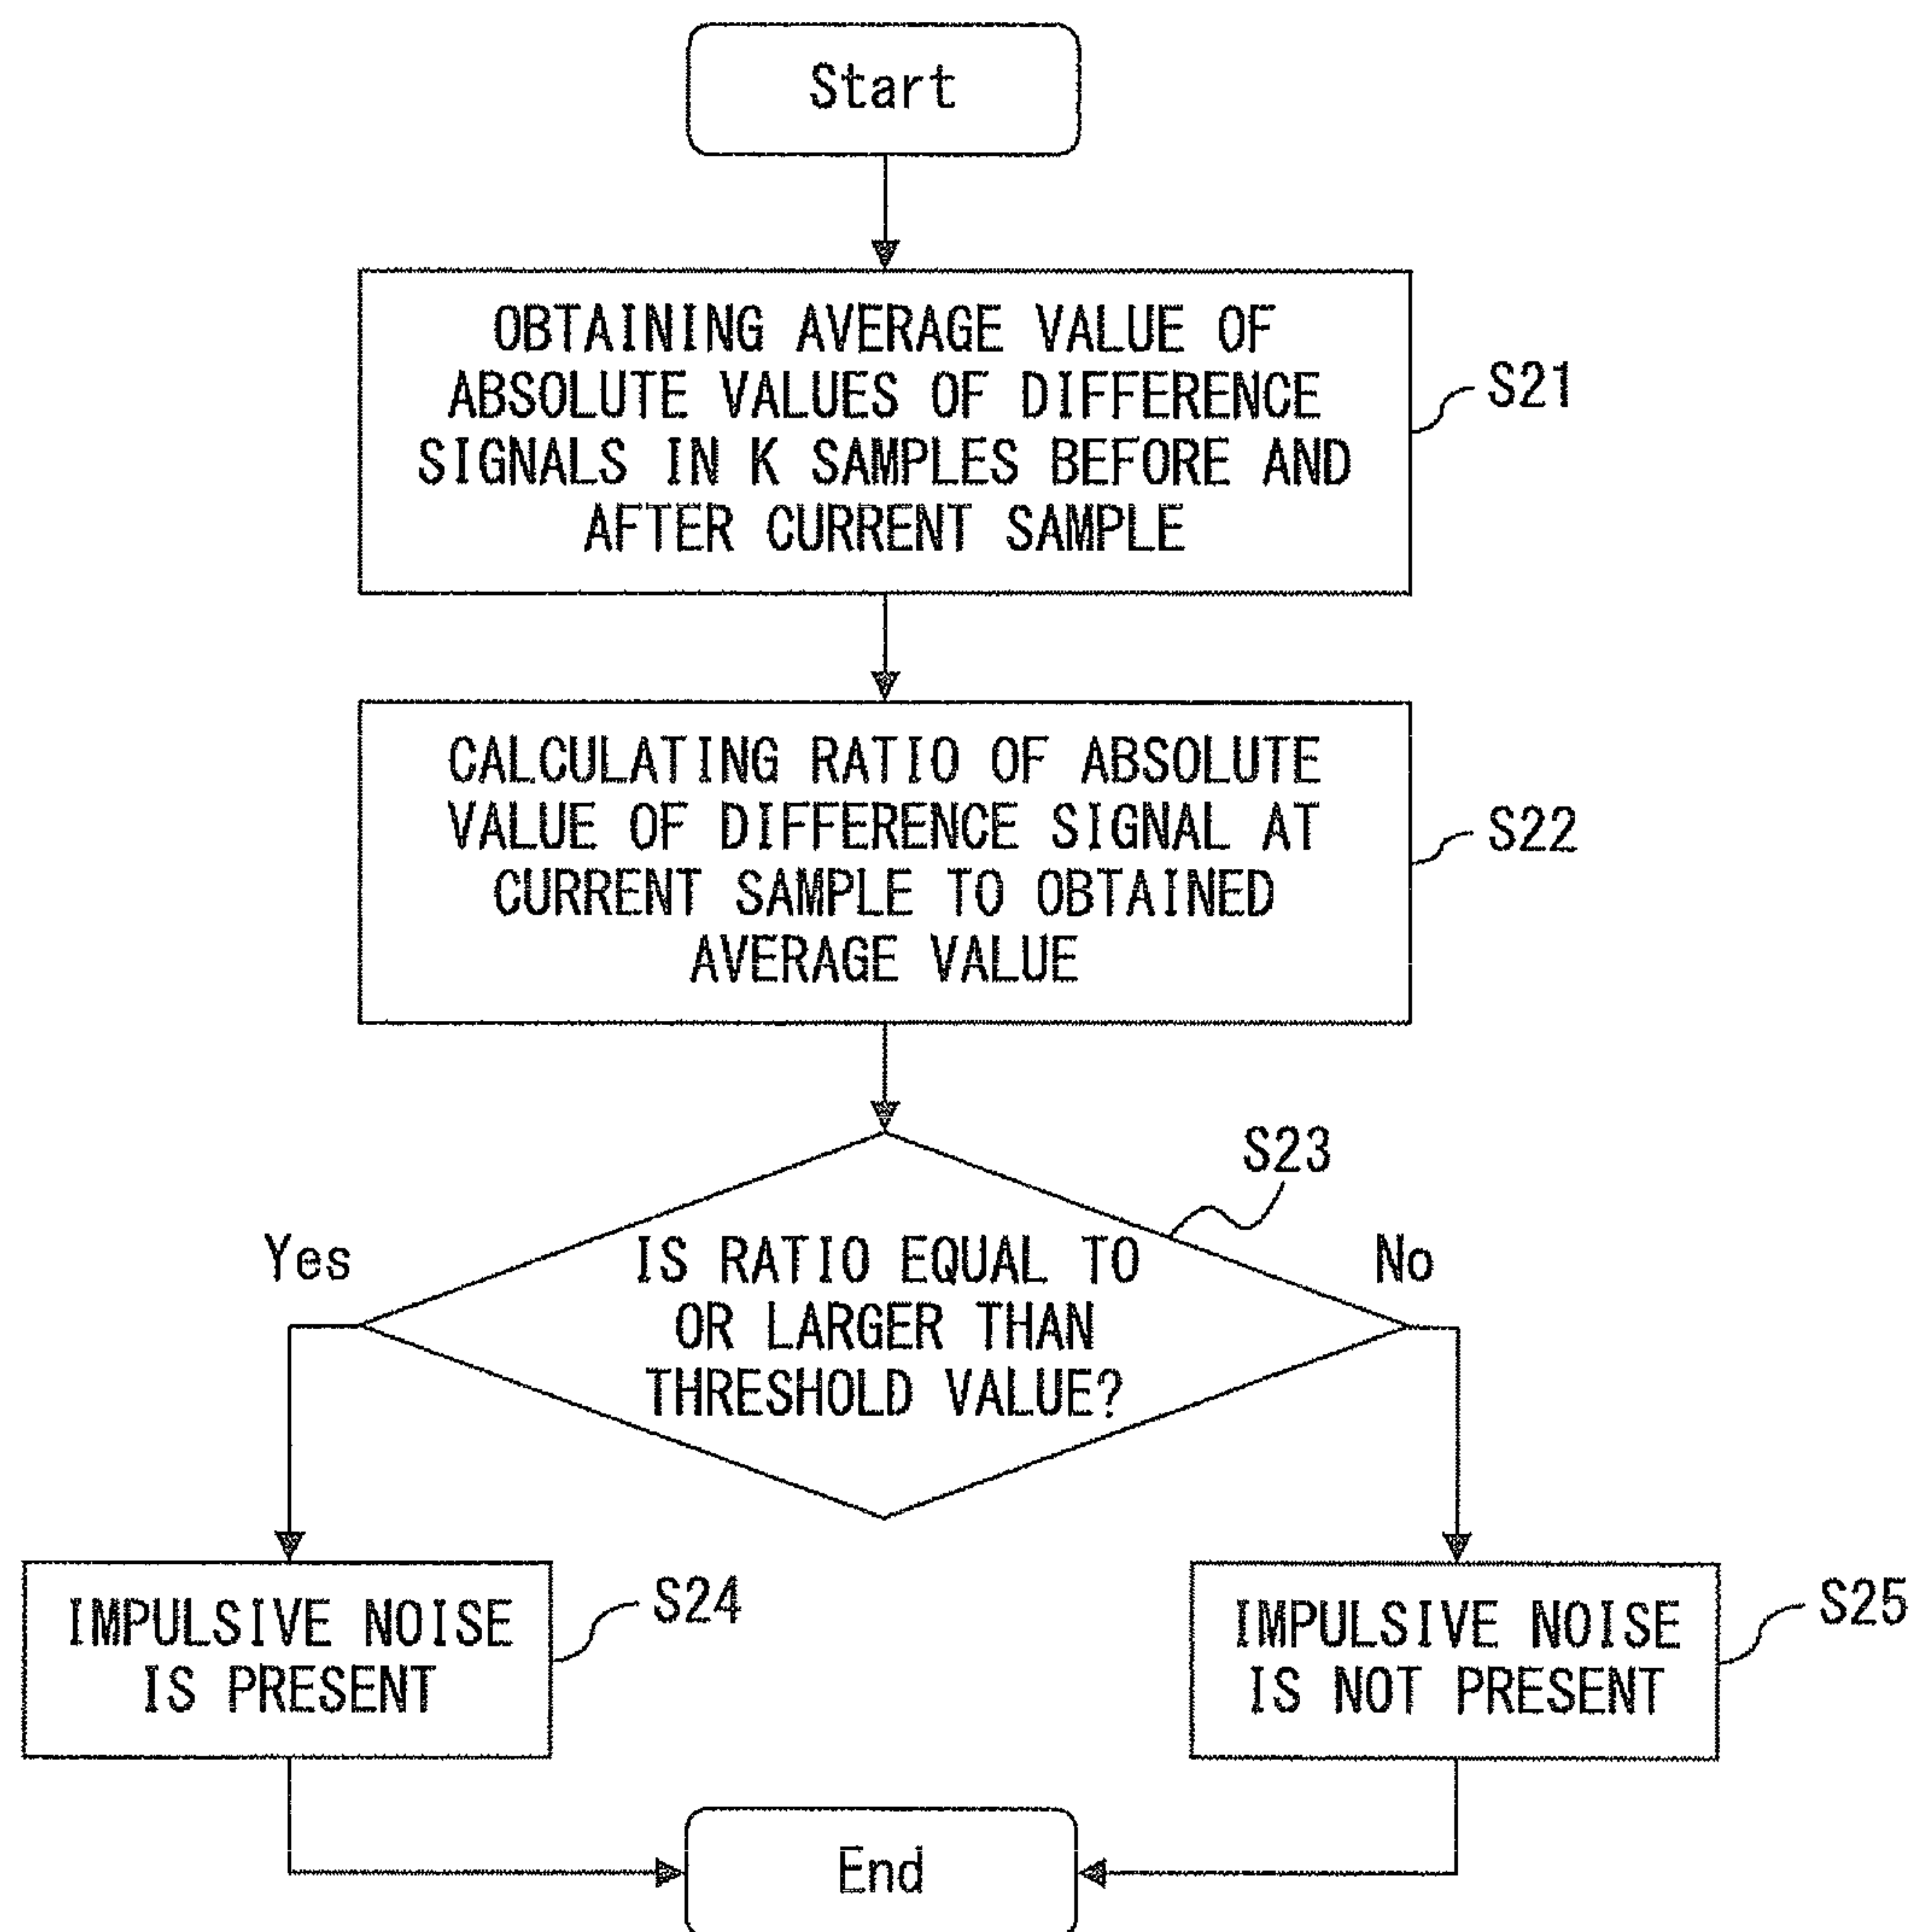 Start
OBTAINING AVERAGE VALUE OF
ABSOLUTE VALUES OF DIFFERENCE
SIGNALS IN K SAMPLES BEFORE AND
AFTER CURRENT SAMPLE
S21
CALCULATING RATIO OF ABSOLUTE
VALUE OF DIFFERENCE SIGNAL AT
CURRENT SAMPLE TO OBTAINED
AVERAGE VALUE
S22
S23
Yes
IS RATIO EQUAL TO
OR LARGER THAN
THRESHOLD VALUE?
No
IMPULSIVE NOISE
IS PRESENT
S24
IMPULSIVE NOISE
IS NOT PRESENT
S25
End